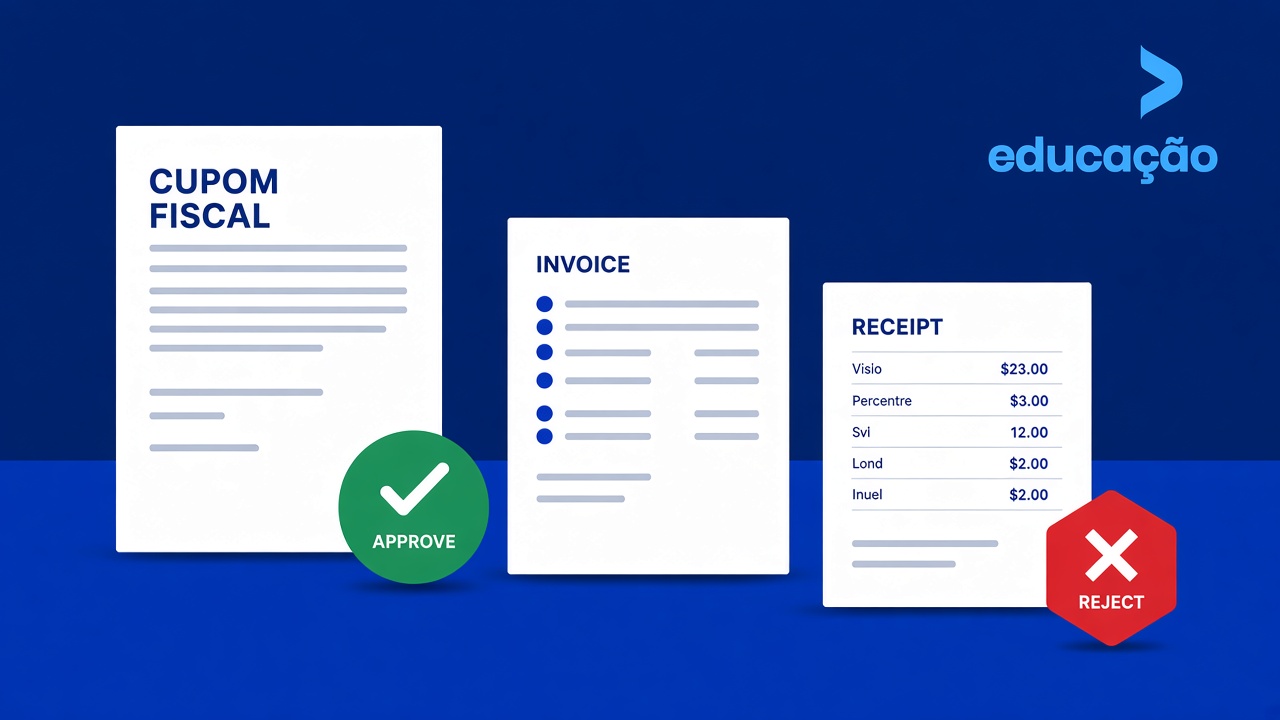 educação
CUPOM
FISCAL
APPROVE
INVOICE
RECEIPT
Visio $23.00
Percentre $3.00
Svi 12.00
Lond $2.00
Inuel $2.00
REJECT